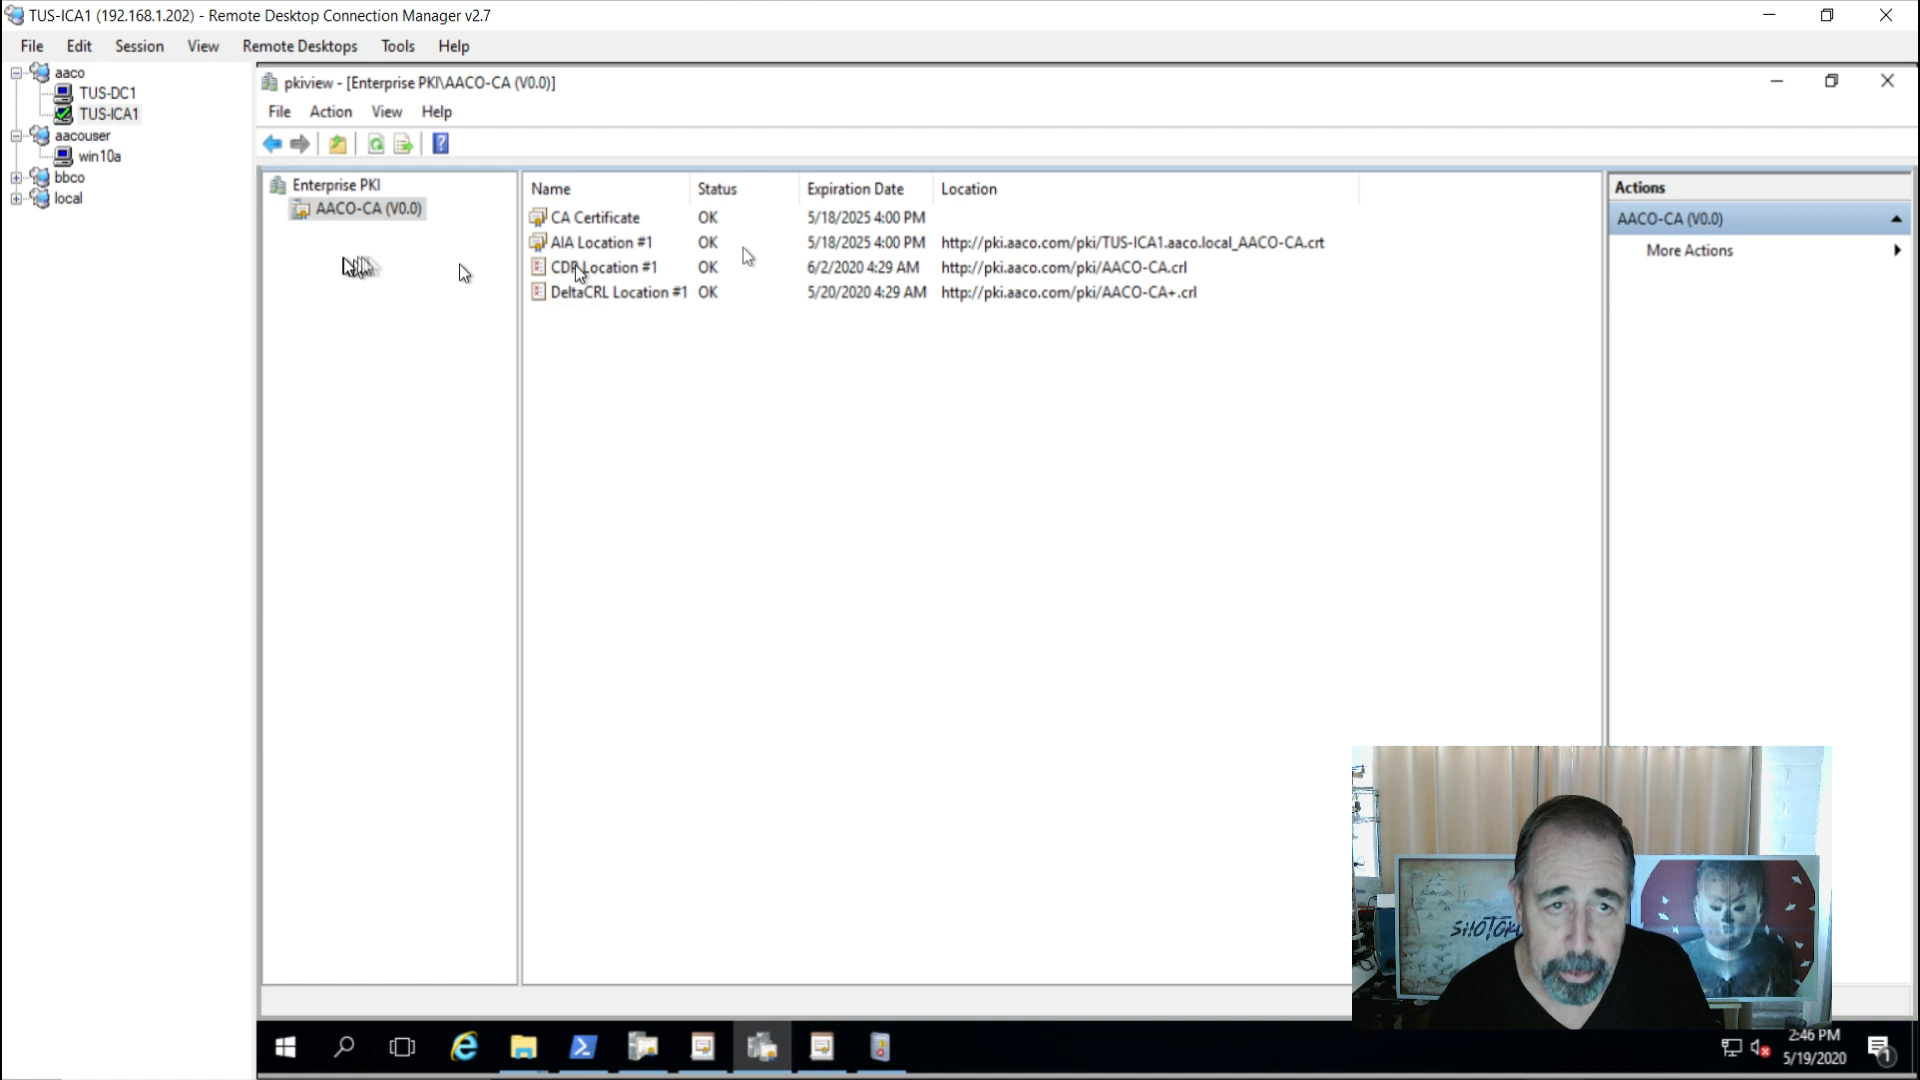 TUS-ICA1 (192.168.1.202) - Remote Desktop Connection Manager v2.7
File Edit Session View Remote Desktops Tools Help
aaco
TUS-DC1
TUS-ICA1
aacouser
win10a
bbco
local
pkiview - [Enterprise PKI\AACO-CA (V0.0)]
File Action View Help
Enterprise PKI
AACO-CA (V0.0)
Name Status Expiration Date Location
CA Certificate OK 5/18/2025 4:00 PM
AIA Location #1 OK 5/18/2025 4:00 PM http://pki.aaco.com/pki/TUS-ICA1.aaco.local_AACO-CA.crt
CDP Location #1 OK 6/2/2020 4:29 AM http://pki.aaco.com/pki/AACO-CA.crl
DeltaCRL Location #1 OK 5/20/2020 4:29 AM http://pki.aaco.com/pki/AACO-CA+.crl
Actions
AACO-CA (V0.0)
More Actions
2:46 PM
5/19/2020
1